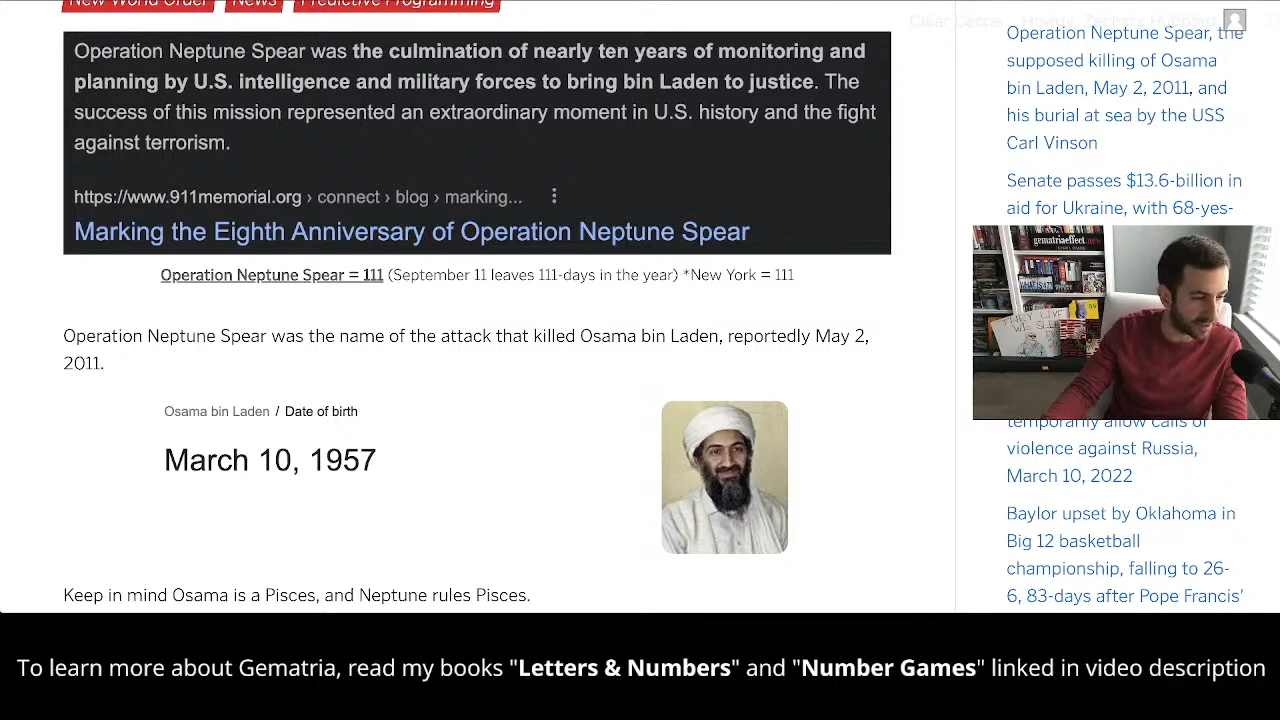 New World Order News Predictive Programming
Clear Cache Howdy, Zachary Hubbard
Operation Neptune Spear was the culmination of nearly ten years of monitoring and
planning by U.S. intelligence and military forces to bring bin Laden to justice. The
success of this mission represented an extraordinary moment in U.S. history and the fight
against terrorism.
https://www.911memorial.org › connect › blog › marking...
Marking the Eighth Anniversary of Operation Neptune Spear
Operation Neptune Spear = 111 (September 11 leaves 111-days in the year) *New York = 111
Operation Neptune Spear was the name of the attack that killed Osama bin Laden, reportedly May 2,
2011.
Osama bin Laden / Date of birth
March 10, 1957
Keep in mind Osama is a Pisces, and Neptune rules Pisces.
Operation Neptune Spear, the
supposed killing of Osama
bin Laden, May 2, 2011, and
his burial at sea by the USS
Carl Vinson
Senate passes $13.6-billion in
aid for Ukraine, with 68-yes-
gematriaeffect.news
temporarily allow calls of
violence against Russia,
March 10, 2022
Baylor upset by Oklahoma in
Big 12 basketball
championship, falling to 26-
6, 83-days after Pope Francis'
To learn more about Gematria, read my books "Letters & Numbers" and "Number Games" linked in video description